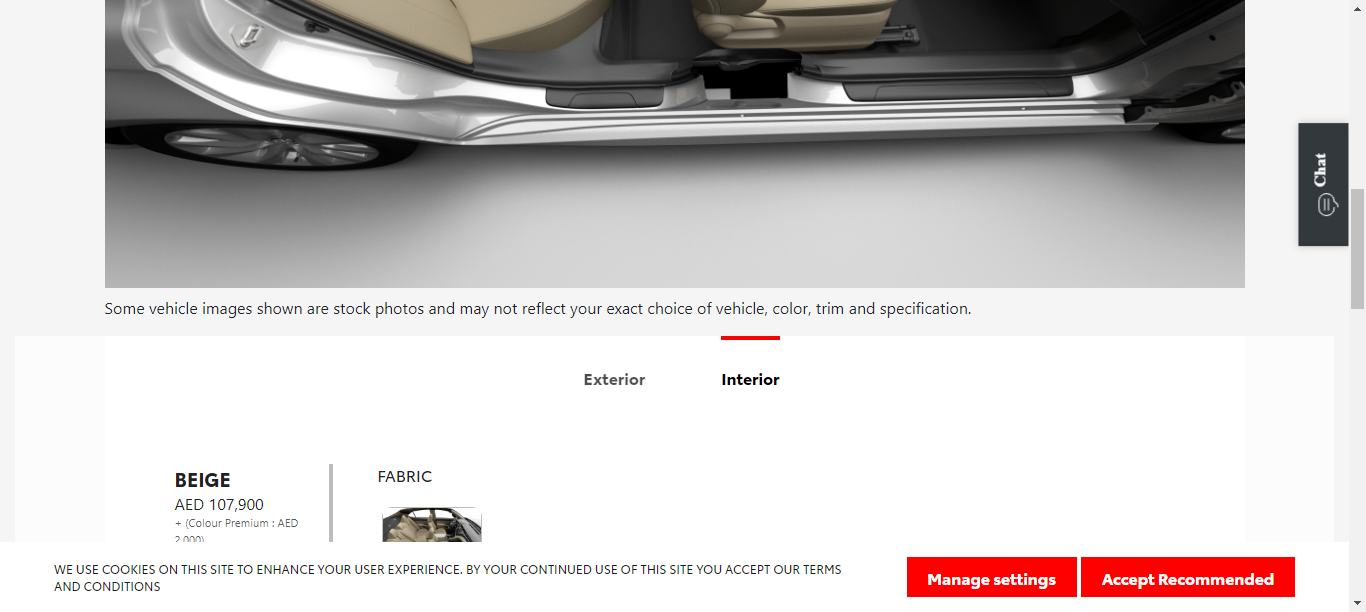 Chat
Some vehicle images shown are stock photos and may not reflect your exact choice of vehicle, color, trim and specification.
Exterior
Interior
BEIGE
AED 107,900
+ (Colour Premium : AED
2,000)
FABRIC
WE USE COOKIES ON THIS SITE TO ENHANCE YOUR USER EXPERIENCE. BY YOUR CONTINUED USE OF THIS SITE YOU ACCEPT OUR TERMS
AND CONDITIONS
Manage settings
Accept Recommended